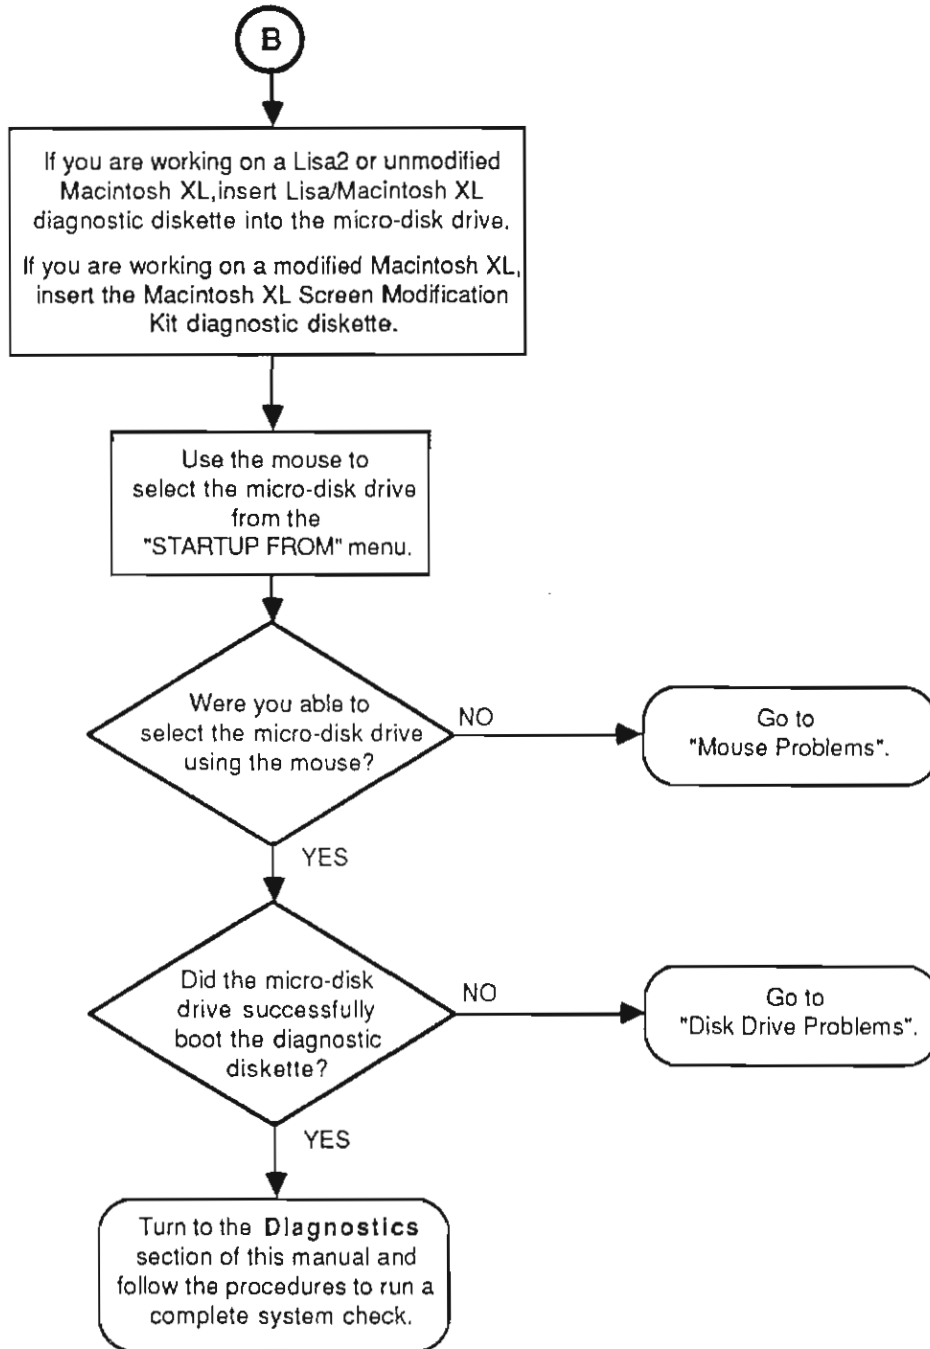 B
If you are working on a Lisa2 or unmodified
Macintosh XL,insert Lisa/Macintosh XL
diagnostic diskette into the micro-disk drive.
If you are working on a modified Macintosh XL,
insert the Macintosh XL Screen Modification
Kit diagnostic diskette.
Use the mouse to
select the micro-disk drive
from the
"STARTUP FROM" menu.
Were you able to
select the micro-disk drive
using the mouse?
NO
Go to
"Mouse Problems".
YES
Did the micro-disk
drive successfully
boot the diagnostic
diskette?
NO
Go to
"Disk Drive Problems".
YES
Turn to the Diagnostics
section of this manual and
follow the procedures to run a
complete system check.